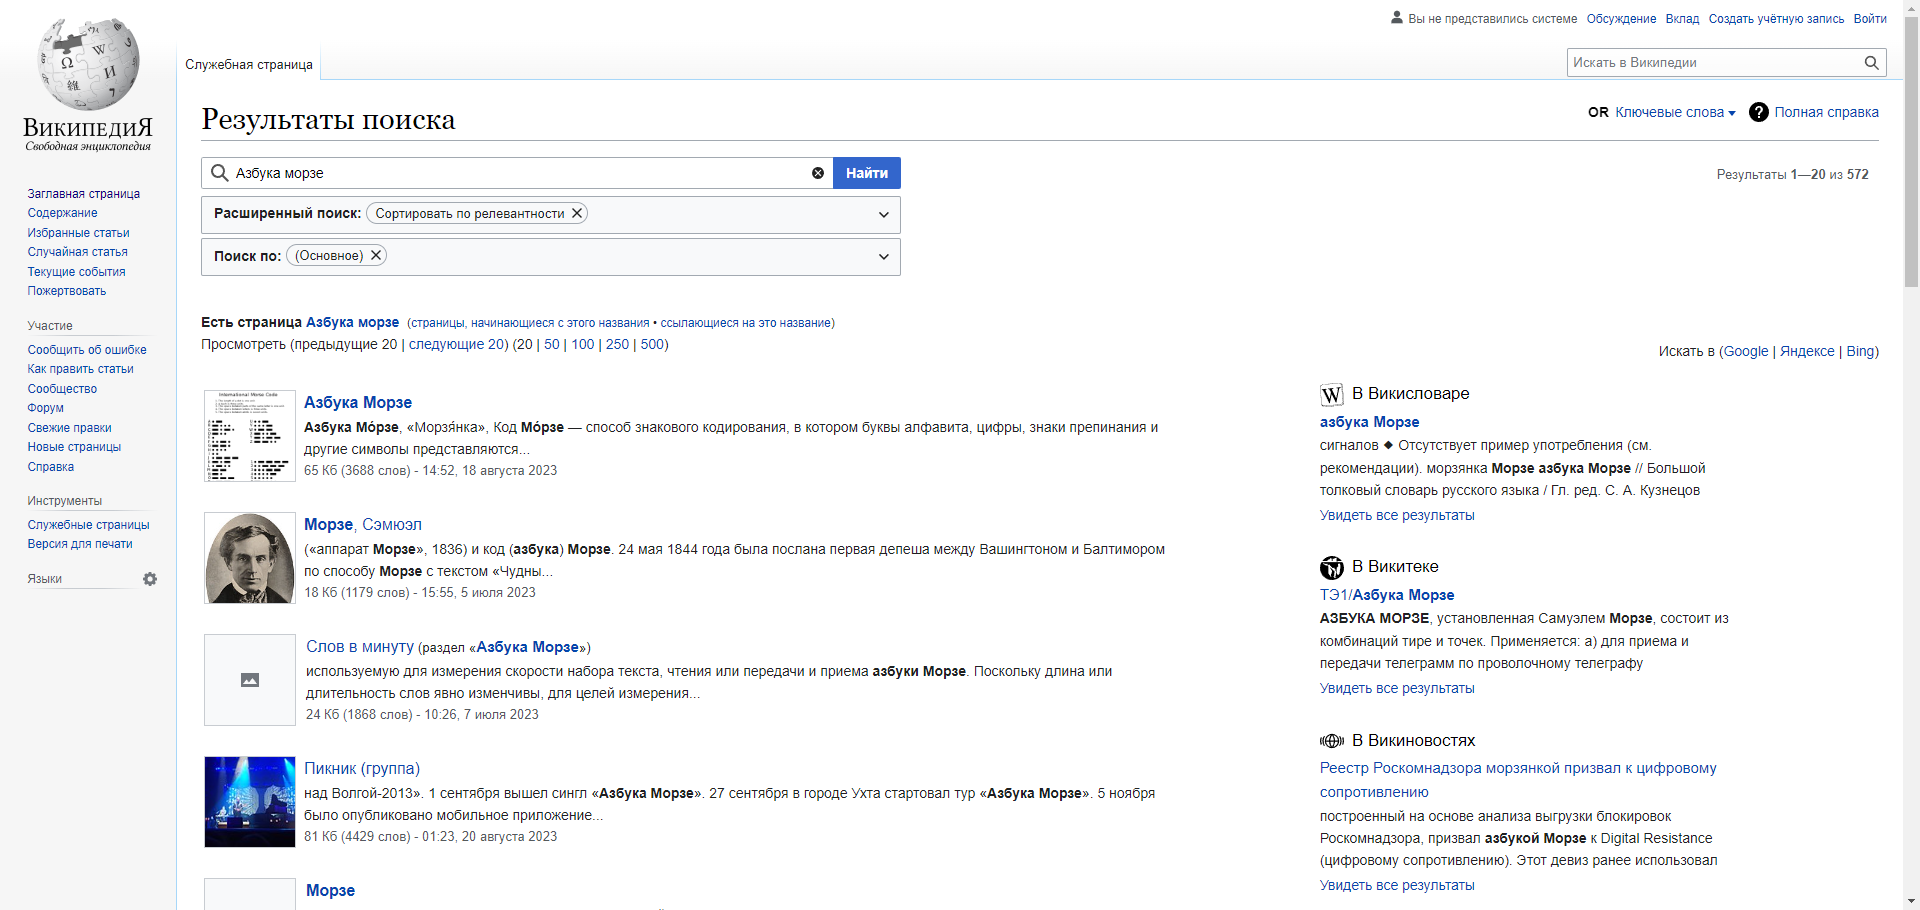 Вы не представились системе Обсуждение Вклад Создать учётную запись Войти
Служебная страница
Искать в Википедии
ВИКИПЕДИЯ
Свободная энциклопедия
Заглавная страница
Содержание
Избранные статьи
Случайная статья
Текущие события
Пожертвовать
Участие
Сообщить об ошибке
Как править статьи
Сообщество
Форум
Свежие правки
Новые страницы
Справка
Инструменты
Служебные страницы
Версия для печати
Языки
Результаты поиска
OR Ключевые слова ? Полная справка
Азбука морзе Найти
Результаты 1—20 из 572
Расширенный поиск: Сортировать по релевантности
Поиск по: (Основное)
Есть страница Азбука морзе (страницы, начинающиеся с этого названия • ссылающиеся на это название)
Просмотреть (предыдущие 20 | следующие 20) (20 | 50 | 100 | 250 | 500)
Искать в (Google | Яндексе | Bing)
International Morse Code
Азбука Морзе
Азбука Мо́рзе, «Морзя́нка», Код Мо́рзе — способ знакового кодирования, в котором буквы алфавита, цифры, знаки препинания и
другие символы представляются...
65 Кб (3688 слов) - 14:52, 18 августа 2023
Морзе, Сэмюэл
(«аппарат Морзе», 1836) и код (азбука) Морзе. 24 мая 1844 года была послана первая депеша между Вашингтоном и Балтимором
по способу Морзе с текстом «Чудны...
18 Кб (1179 слов) - 15:55, 5 июля 2023
Слов в минуту (раздел «Азбука Морзе»)
используемую для измерения скорости набора текста, чтения или передачи и приема азбуки Морзе. Поскольку длина или
длительность слов явно изменчивы, для целей измерения...
24 Кб (1868 слов) - 10:26, 7 июля 2023
Пикник (группа)
над Волгой-2013». 1 сентября вышел сингл «Азбука Морзе». 27 сентября в городе Ухта стартовал тур «Азбука Морзе». 5 ноября
было опубликовано мобильное приложение...
81 Кб (4429 слов) - 01:23, 20 августа 2023
Морзе
В Викисловаре
азбука Морзе
сигналов ◆ Отсутствует пример употребления (см.
рекомендации). морзянка Морзе азбука Морзе // Большой
толковый словарь русского языка / Гл. ред. С. А. Кузнецов
Увидеть все результаты
В Викитеке
ТЭ1/Азбука Морзе
АЗБУКА МОРЗЕ, установленная Самуэлем Морзе, состоит из
комбинаций тире и точек. Применяется: а) для приема и
передачи телеграмм по проволочному телеграфу
Увидеть все результаты
В Викиновостях
Реестр Роскомнадзора морзянкой призвал к цифровому
сопротивлению
построенный на основе анализа выгрузки блокировок
Роскомнадзора, призвал азбукой Морзе к Digital Resistance
(цифровому сопротивлению). Этот девиз ранее использовал
Увидеть все результаты